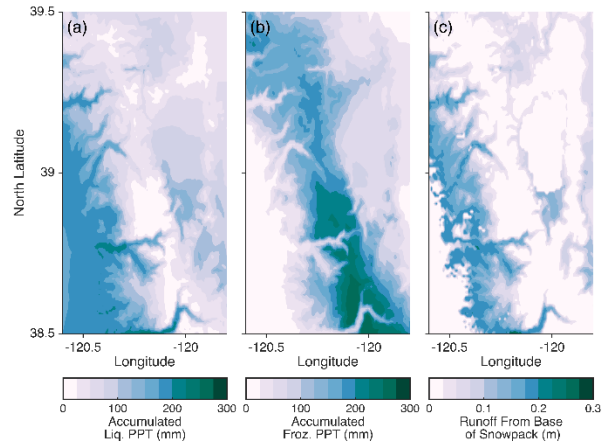 39.5
(a)
(b)
(c)
North Latitude
39
38.5
-120.5 -120 -120.5 -120 -120.5 -120
Longitude Longitude Longitude
0 100 200 300 0 100 200 300 0 0.1 0.2 0.3
Accumulated Accumulated Runoff From Base
Liq. PPT (mm) Froz. PPT (mm) of Snowpack (m)